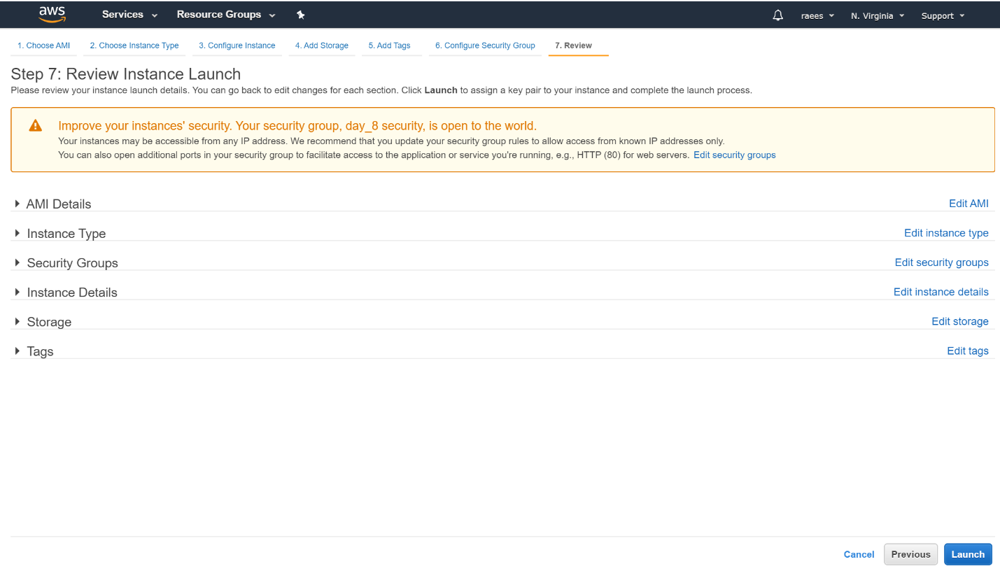 aws Services Resource Groups raees N. Virginia Support
1. Choose AMI 2. Choose Instance Type 3. Configure Instance 4. Add Storage 5. Add Tags 6. Configure Security Group 7. Review
Step 7: Review Instance Launch
Please review your instance launch details. You can go back to edit changes for each section. Click Launch to assign a key pair to your instance and complete the launch process.
Improve your instances' security. Your security group, day_8 security, is open to the world.
Your instances may be accessible from any IP address. We recommend that you update your security group rules to allow access from known IP addresses only.
You can also open additional ports in your security group to facilitate access to the application or service you're running, e.g., HTTP (80) for web servers. Edit security groups
AMI Details Edit AMI
Instance Type Edit instance type
Security Groups Edit security groups
Instance Details Edit instance details
Storage Edit storage
Tags Edit tags
Cancel Previous Launch